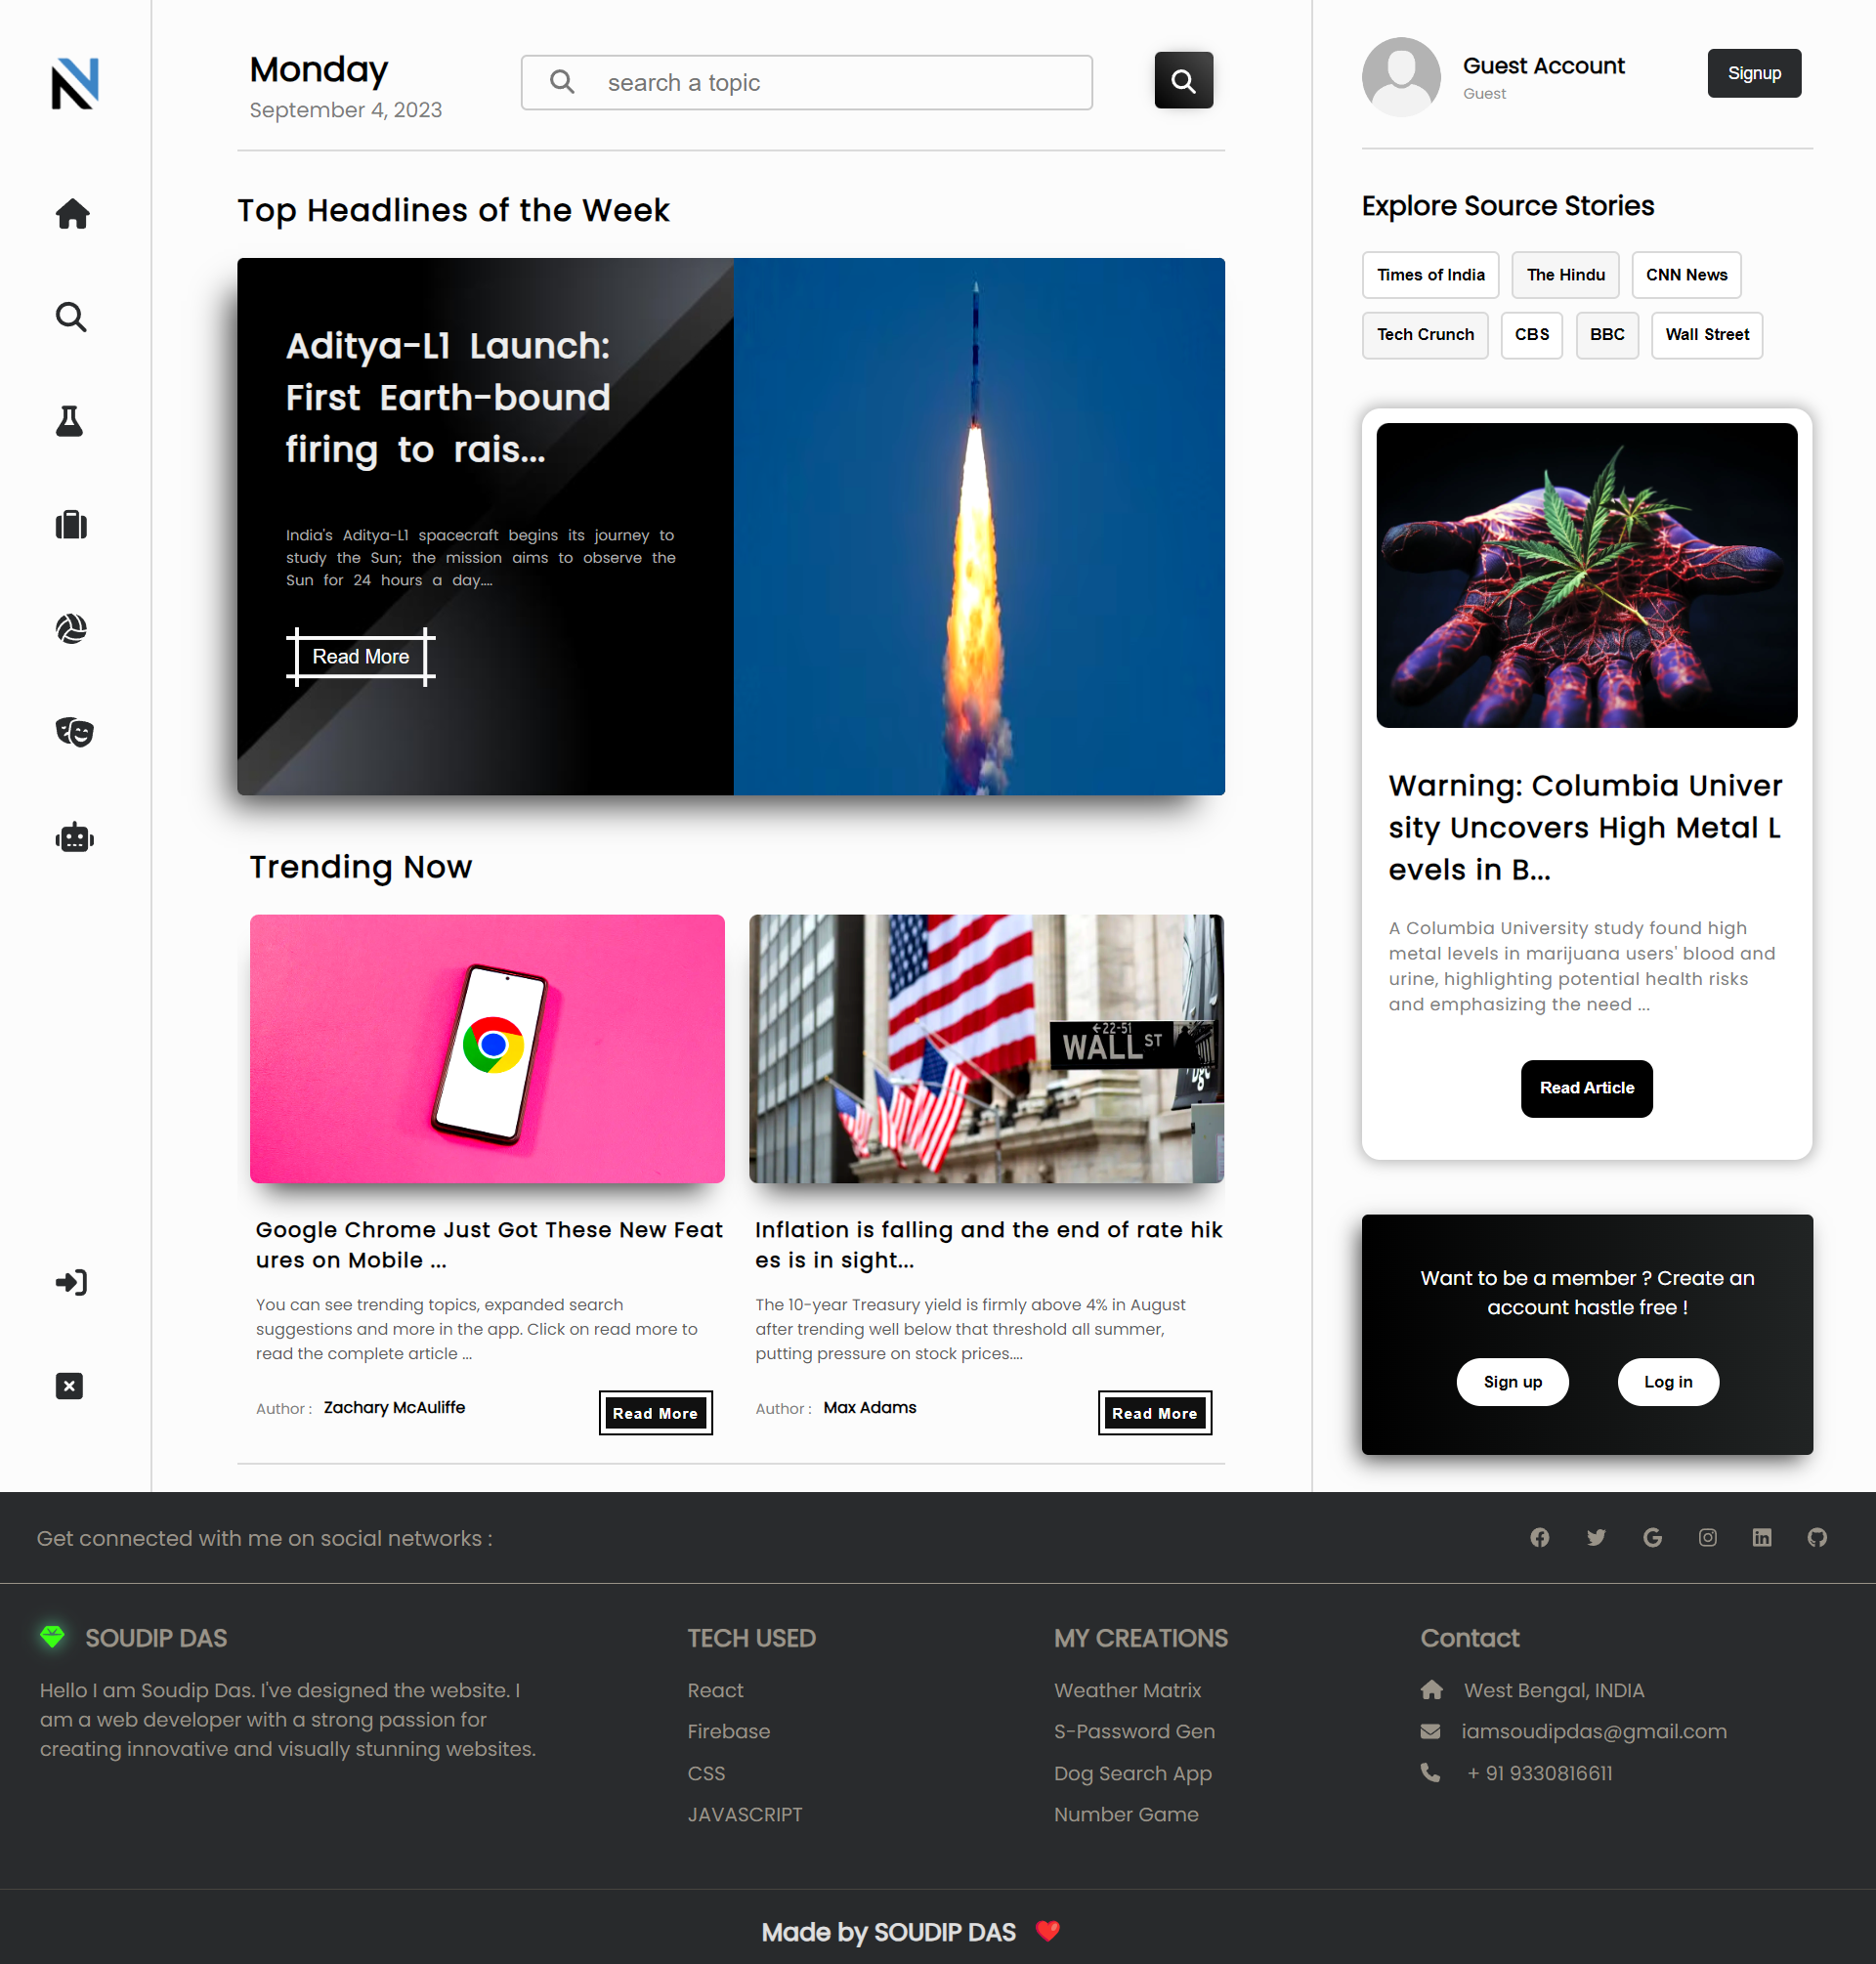 Monday
September 4, 2023
search a topic
Guest Account
Guest
Signup
Top Headlines of the Week
Aditya-L1 Launch:
First Earth-bound
firing to rais...
India's Aditya-L1 spacecraft begins its journey to
study the Sun; the mission aims to observe the
Sun for 24 hours a day....
Read More
Trending Now
←22-51
WALL ST
Google Chrome Just Got These New Feat
ures on Mobile ...
You can see trending topics, expanded search
suggestions and more in the app. Click on read more to
read the complete article ...
Author : Zachary McAuliffe
Read More
Inflation is falling and the end of rate hik
es is in sight...
The 10-year Treasury yield is firmly above 4% in August
after trending well below that threshold all summer,
putting pressure on stock prices....
Author : Max Adams
Read More
Explore Source Stories
Times of India
The Hindu
CNN News
Tech Crunch
CBS
BBC
Wall Street
Warning: Columbia Univer
sity Uncovers High Metal L
evels in B...
A Columbia University study found high
metal levels in marijuana users' blood and
urine, highlighting potential health risks
and emphasizing the need ...
Read Article
Want to be a member ? Create an
account hastle free !
Sign up
Log in
Get connected with me on social networks :
SOUDIP DAS
Hello I am Soudip Das. I've designed the website. I
am a web developer with a strong passion for
creating innovative and visually stunning websites.
TECH USED
React
Firebase
CSS
JAVASCRIPT
MY CREATIONS
Weather Matrix
S-Password Gen
Dog Search App
Number Game
Contact
West Bengal, INDIA
iamsoudipdas@gmail.com
+ 91 9330816611
Made by SOUDIP DAS